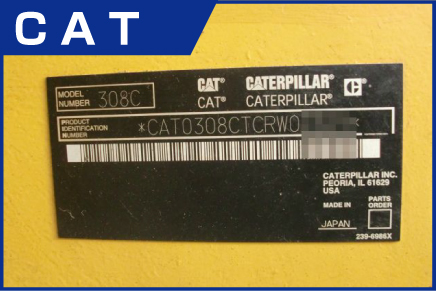 CAT
MODEL NUMBER 308C
CAT® CATERPILLAR® C
CAT® CATERPILLAR®
PRODUCT IDENTIFICATION NUMBER *CAT0308CTCRW0 *
CATERPILLAR INC.
PEORIA, IL 61629
USA
MADE IN
PARTS ORDER
JAPAN
239-8986X